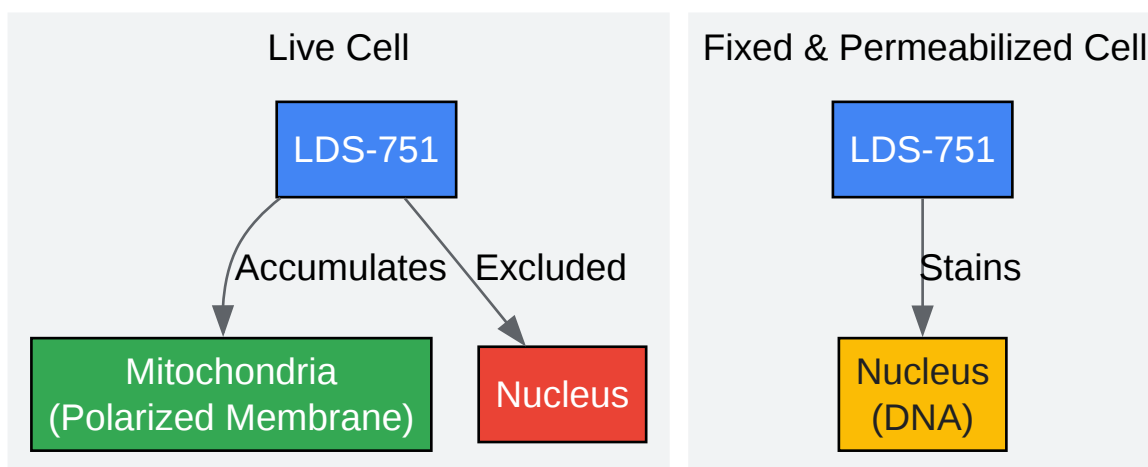 Live Cell
LDS-751
Accumulates
Excluded
Mitochondria
(Polarized Membrane)
Nucleus
Fixed & Permeabilized Cell
LDS-751
Stains
Nucleus
(DNA)